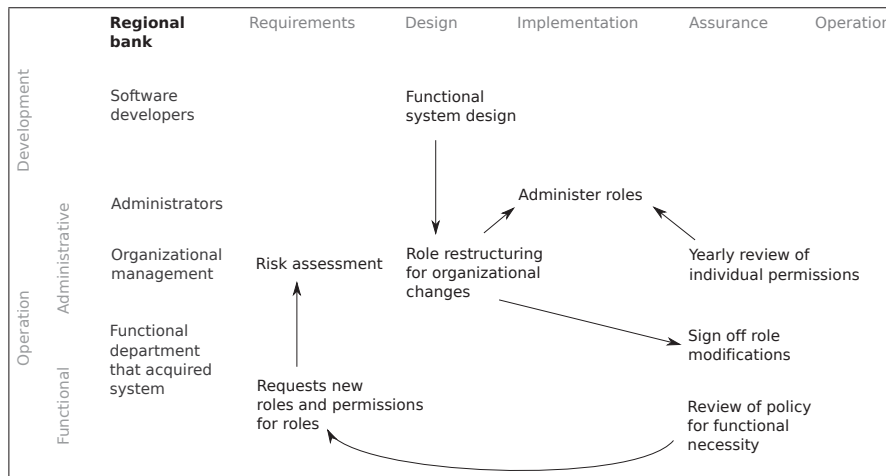 Regional
bank
Requirements
Design
Implementation
Assurance
Operation
Development
Software
developers
Functional
system design
Operation
Administrative
Administrators
Administer roles
Organizational
management
Risk assessment
Role restructuring
for organizational
changes
Yearly review of
individual permissions
Functional
Functional
department
that acquired
system
Sign off role
modifications
Requests new
roles and permissions
for roles
Review of policy
for functional
necessity